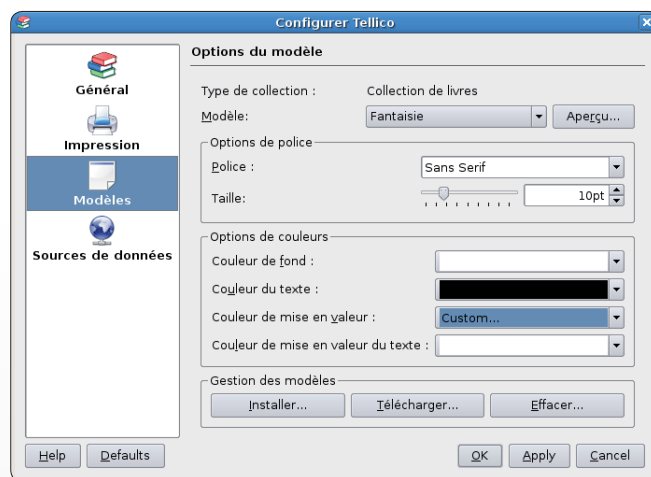 Configurer Tellico
Général
Impression
Modèles
Sources de données
Options du modèle
Type de collection : Collection de livres
Modèle: Fantaisie Aperçu...
Options de police
Police : Sans Serif
Taille: 10pt
Options de couleurs
Couleur de fond :
Couleur du texte :
Couleur de mise en valeur : Custom...
Couleur de mise en valeur du texte :
Gestion des modèles
Installer... Télécharger... Effacer...
Help Defaults OK Apply Cancel